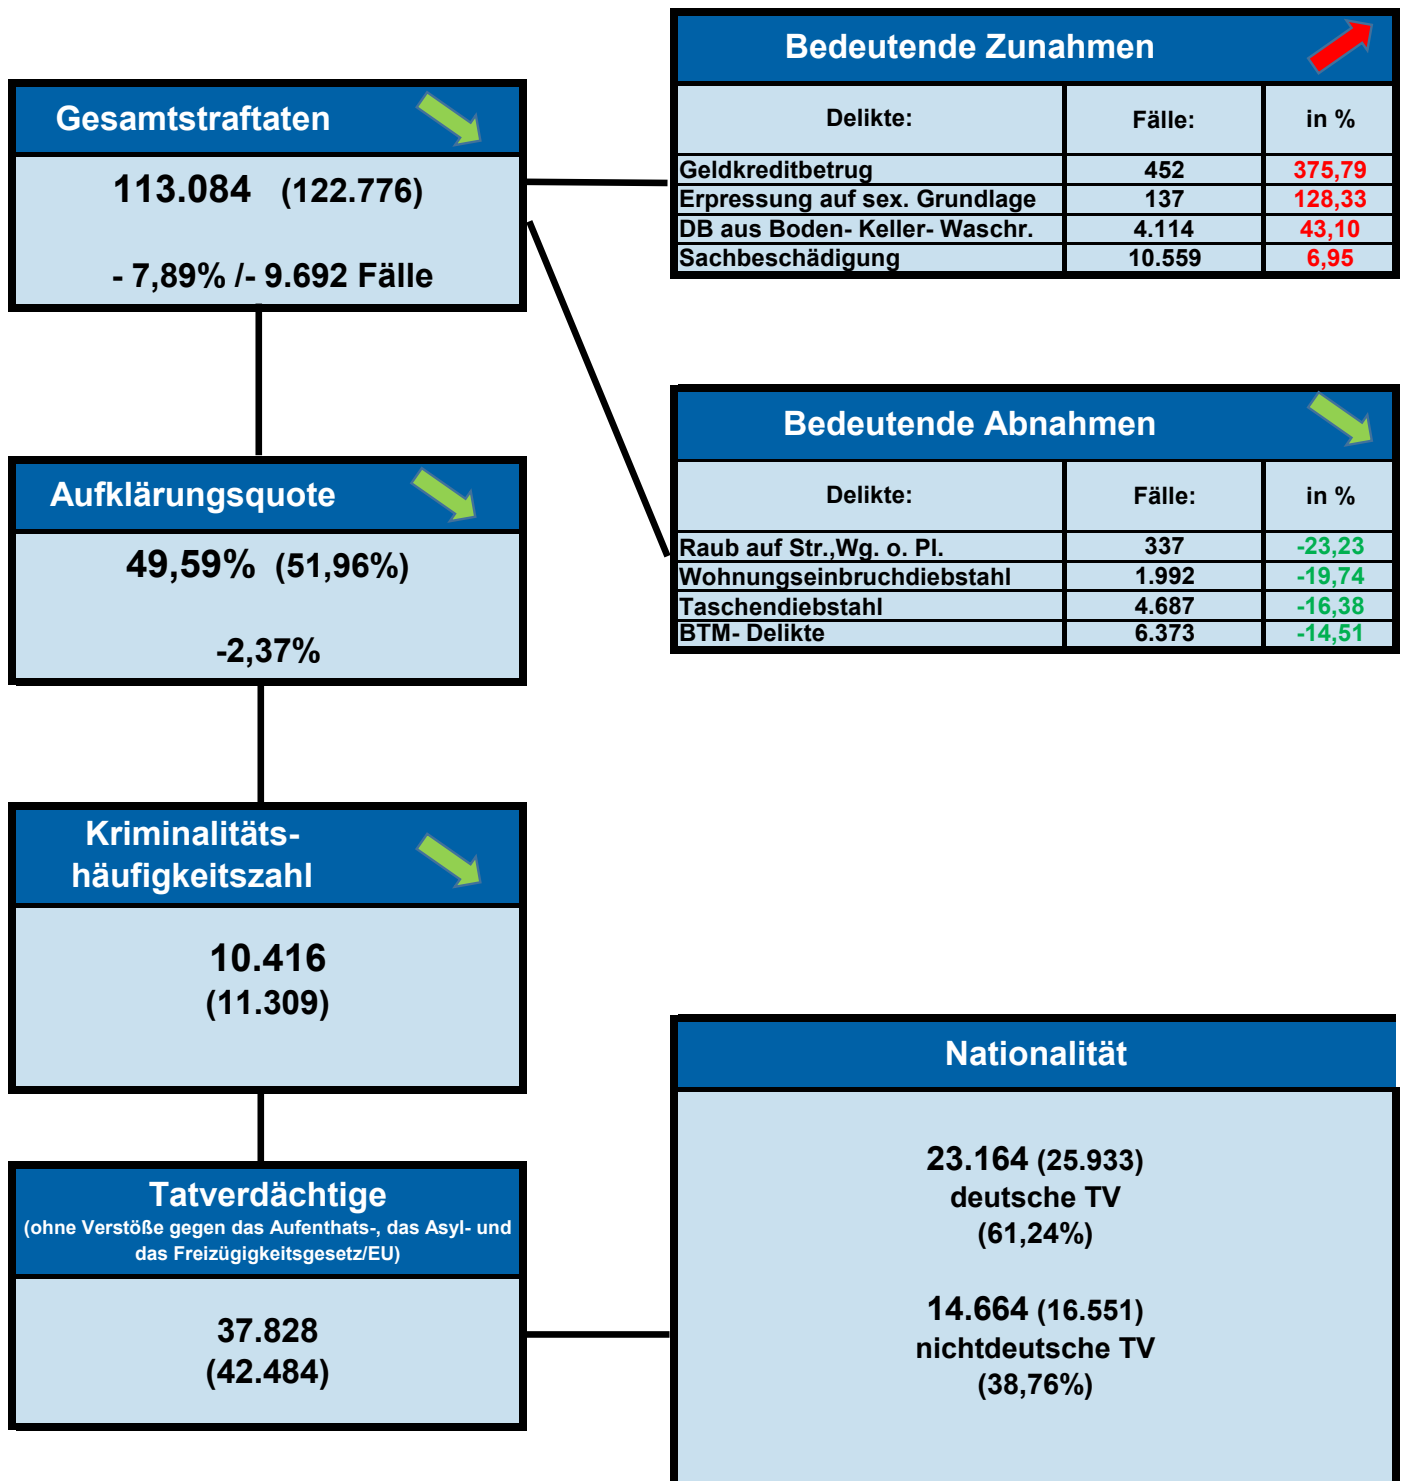 Gesamtstraftaten
113.084 (122.776)
- 7,89% /- 9.692 Fälle
Bedeutende Zunahmen
Delikte: Fälle: in %
Geldkreditbetrug 452 375,79
Erpressung auf sex. Grundlage 137 128,33
DB aus Boden- Keller- Waschr. 4.114 43,10
Sachbeschädigung 10.559 6,95
Bedeutende Abnahmen
Delikte: Fälle: in %
Raub auf Str.,Wg. o. Pl. 337 -23,23
Wohnungseinbruchdiebstahl 1.992 -19,74
Taschendiebstahl 4.687 -16,38
BTM- Delikte 6.373 -14,51
Aufklärungsquote
49,59% (51,96%)
-2,37%
Kriminalitäts-
häufigkeitszahl
10.416
(11.309)
Tatverdächtige
(ohne Verstöße gegen das Aufenthats-, das Asyl- und
das Freizügigkeitsgesetz/EU)
37.828
(42.484)
Nationalität
23.164 (25.933)
deutsche TV
(61,24%)
14.664 (16.551)
nichtdeutsche TV
(38,76%)